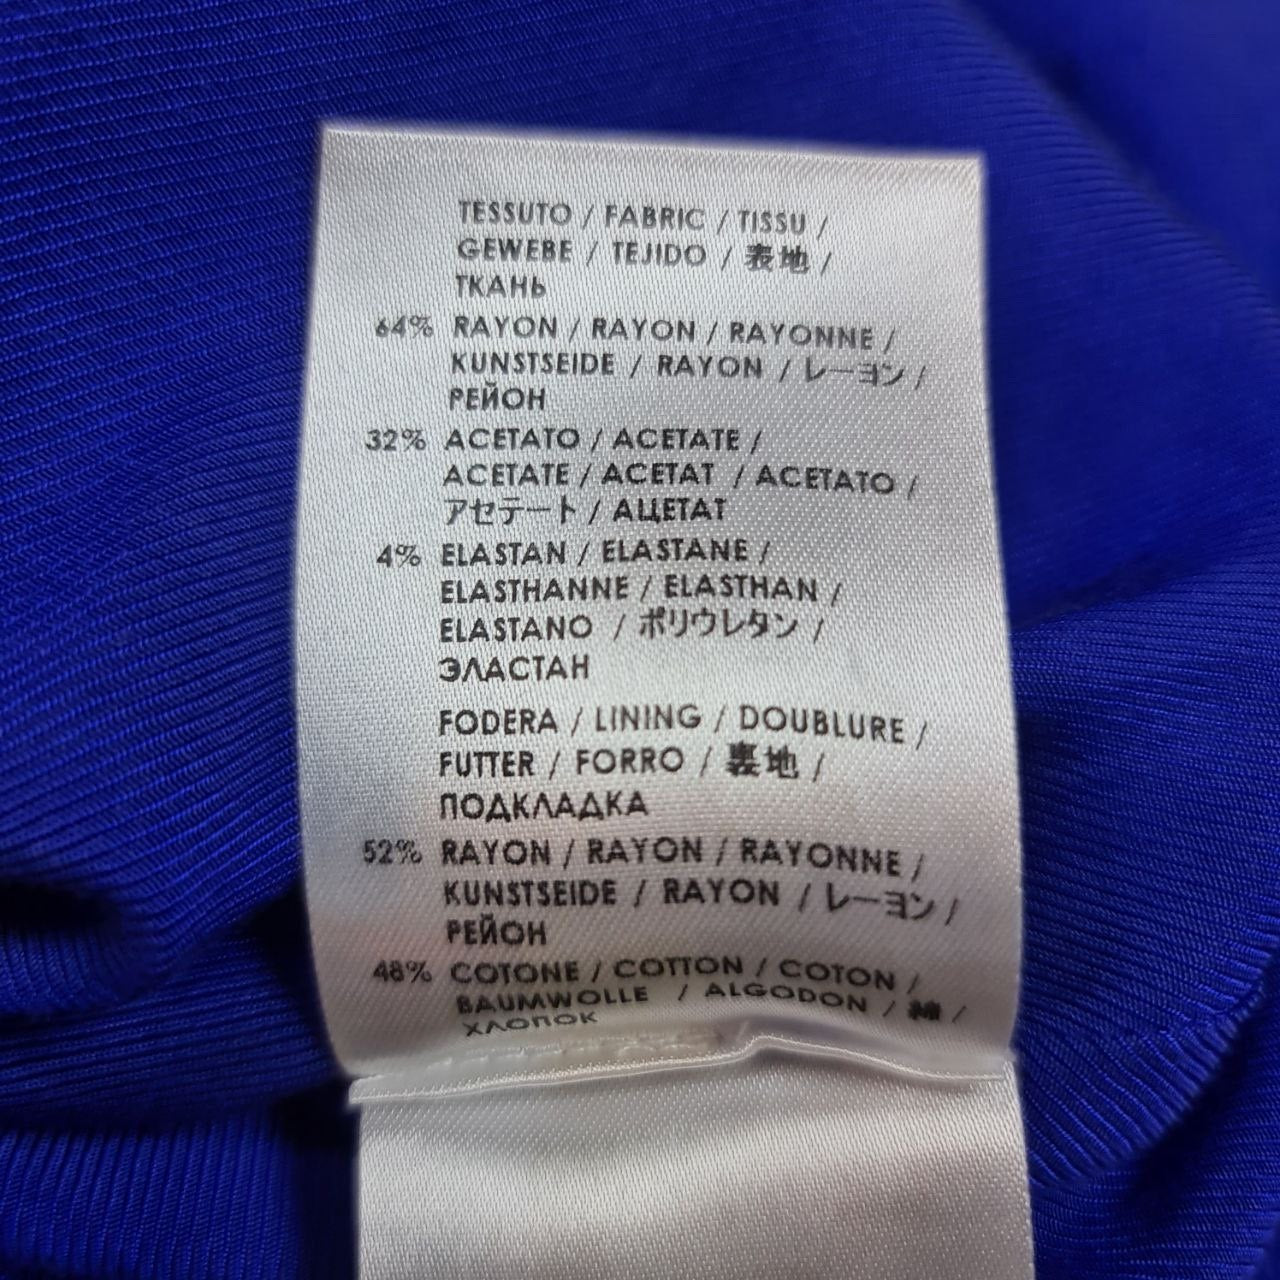 TESSUTO / FABRIC / TISSU /
GEWEBE / TEJIDO / 表地 /
ТКАНЬ
64% RAYON / RAYON / RAYONNE /
KUNSTSEIDE / RAYON / レーヨン /
РЕЙОН
32% ACETATO / ACETATE /
ACETATE / ACETAT / ACETATO /
アセテート / АЦЕТАТ
4% ELASTAN / ELASTANE /
ELASTHANNE / ELASTHAN /
ELASTANO / ポリウレタン /
ЭЛАСТАН
FODERA / LINING / DOUBLURE /
FUTTER / FORRO / 裏地 /
ПОДКЛАДКА
52% RAYON / RAYON / RAYONNE /
KUNSTSEIDE / RAYON / レーヨン /
РЕЙОН
48% COTONE / COTTON / COTON /
BAUMWOLLE / ALGODON / 綿 /
ХЛОПОК